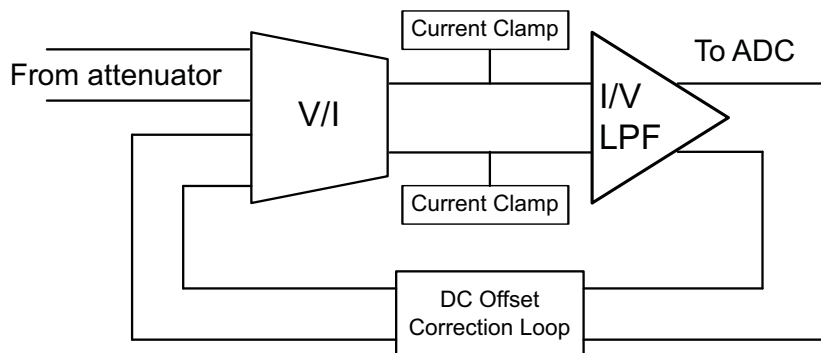 Current Clamp
To ADC
From attenuator
V/I
I/V
LPF
Current Clamp
DC Offset
Correction Loop